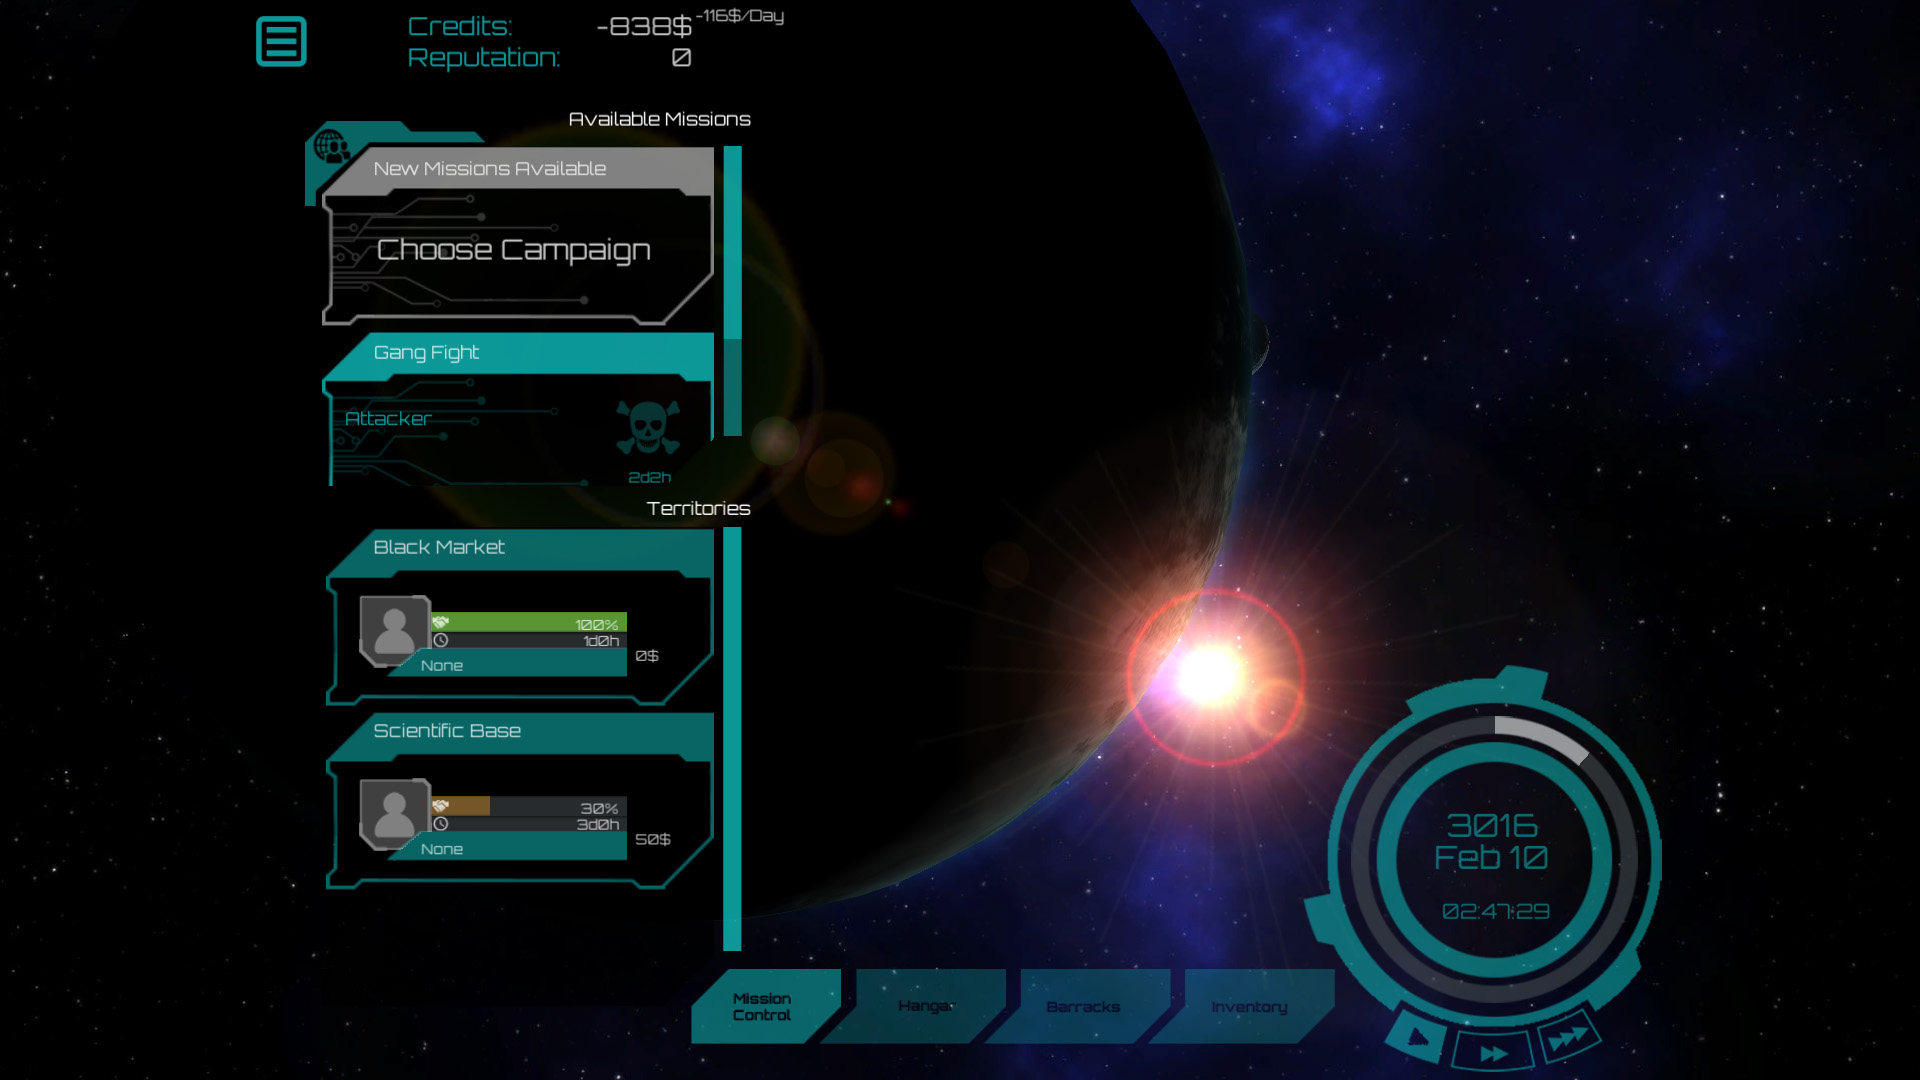 Credits: -838$ -116$/Day
Reputation: 0
Available Missions
New Missions Available
Choose Campaign
Gang Fight
Attacker
2d2h
Territories
Black Market
100%
1d0h
None
0$
Scientific Base
30%
3d0h
None
50$
3016
Feb 10
02:47:29
Mission
Control
Hangar
Barracks
Inventory